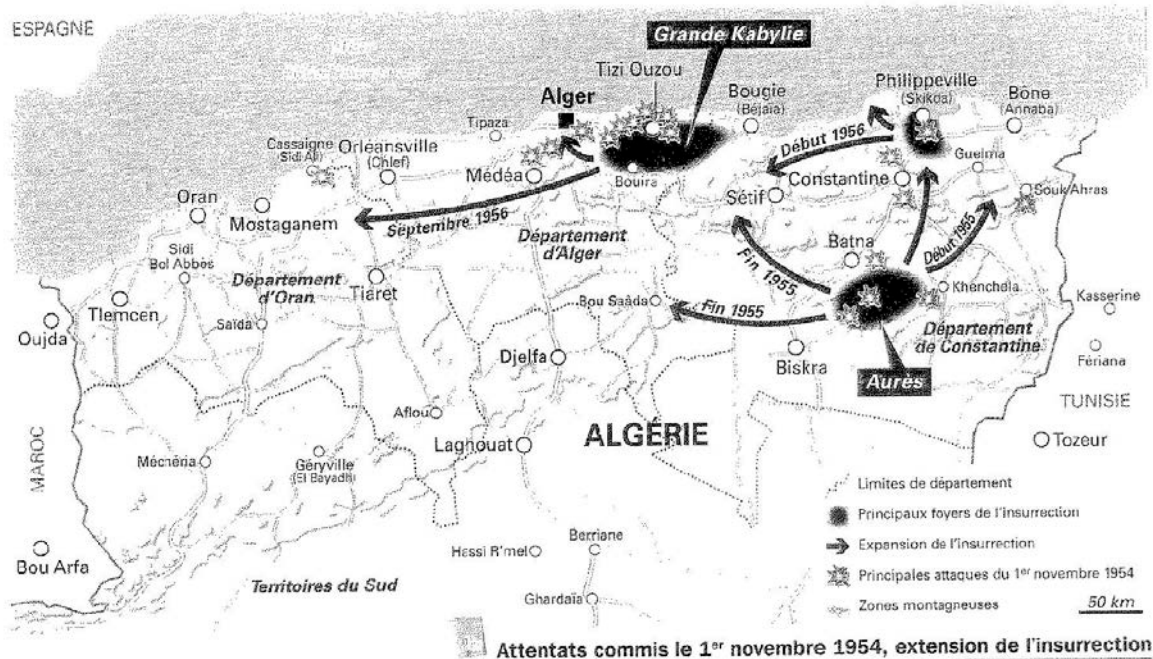 ESPAGNE
Grande Kabylie
Tizi Ouzou
Alger
Bougie
(Béjaïa)
Philippeville
(Skikda)
Bône
(Annaba)
Tipaza
Cassaigne
(Sidi Ali)
Orléansville
(Chlef)
Médéa
Bouira
Début 1956
Guelma
Constantine
Sétif
Souk Ahras
Oran
Mostaganem
Septembre 1956
Début 1955
Sidi
Bel Abbès
Département
d'Oran
Département
d'Alger
Batna
Fin 1955
Tiaret
Khenchela
Kasserine
Tlemcen
Bou Saâda
Fin 1955
Oujda
Saïda
Département
de Constantine
Djelfa
Biskra
Fériana
Aurès
TUNISIE
Aflou
ALGÉRIE
Laghouat
Tozeur
MAROC
Méchéria
Géryville
(El Bayadh)
Limites de département
Principaux foyers de l'insurrection
Expansion de l'insurrection
Principales attaques du 1er novembre 1954
Zones montagneuses
50 km
Bou Arfa
Hassi R'mel
Berriane
Territoires du Sud
Ghardaïa
Attentats commis le 1er novembre 1954, extension de l'insurrection